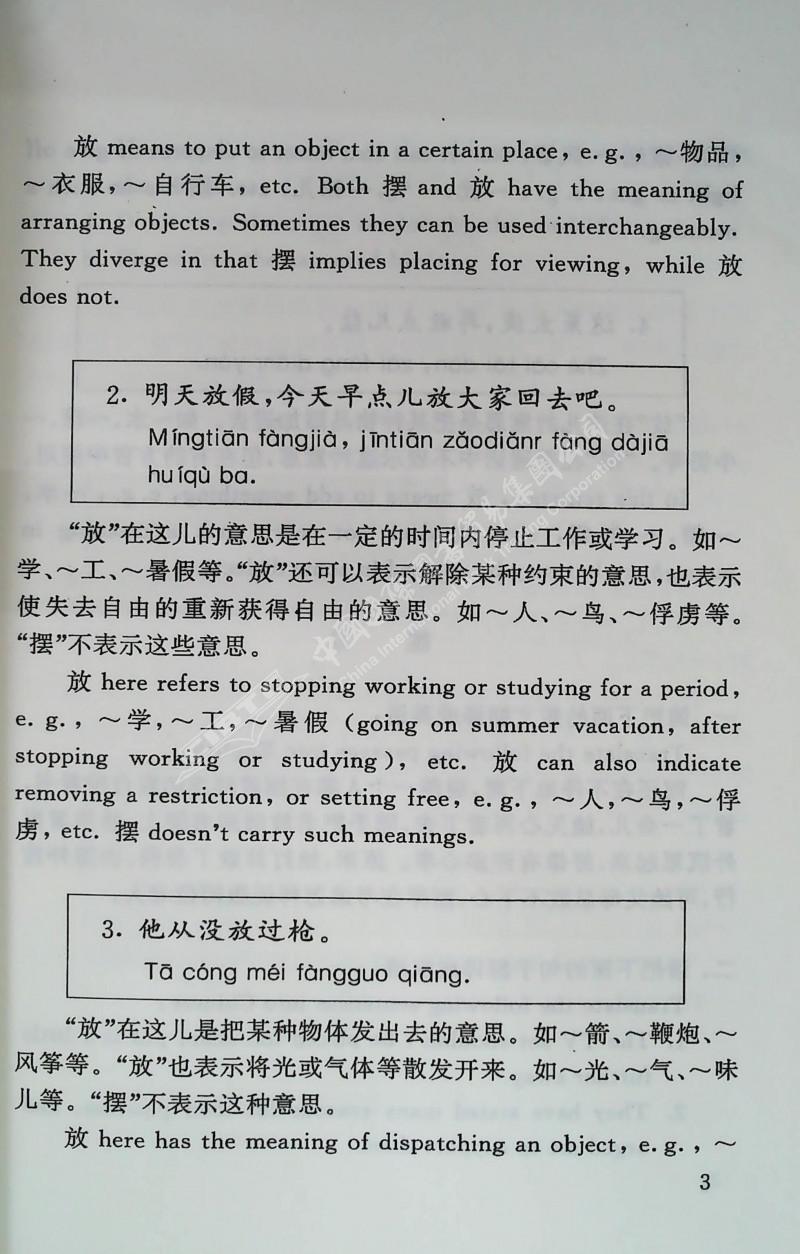 放 means to put an object in a certain place, e. g. , ～物品,
～衣服,～自行车, etc. Both 摆 and 放 have the meaning of
arranging objects. Sometimes they can be used interchangeably.
They diverge in that 摆 implies placing for viewing, while 放
does not.
2. 明天放假,今天早点儿放大家回去吧。
Míngtiān fàngjià, jīntiān zǎodiǎnr fàng dàjiā
huíqù ba.
“放”在这儿的意思是在一定的时间内停止工作或学习。如～
学、～工、～暑假等。“放”还可以表示解除某种约束的意思,也表示
使失去自由的重新获得自由的意思。如～人、～鸟、～俘虏等。
“摆”不表示这些意思。
放 here refers to stopping working or studying for a period,
e. g. , ～学,～工,～暑假 (going on summer vacation, after
stopping working or studying), etc. 放 can also indicate
removing a restriction, or setting free, e. g. , ～人,～鸟,～俘
虏, etc. 摆 doesn't carry such meanings.
3. 他从没放过枪。
Tā cóng méi fàngguo qiāng.
“放”在这儿是把某种物体发出去的意思。如～箭、～鞭炮、～
风筝等。“放”也表示将光或气体等散发开来。如～光、～气、～味
儿等。“摆”不表示这种意思。
放 here has the meaning of dispatching an object, e. g. , ～
3